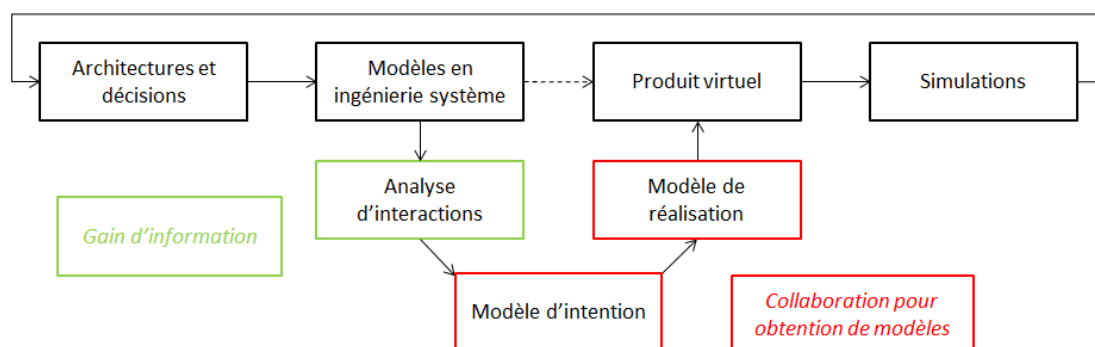 Architectures et
décisions
Modèles en
ingénierie système
Produit virtuel
Simulations
Analyse
d’interactions
Modèle de
réalisation
Gain d’information
Modèle d’intention
Collaboration pour
obtention de modèles